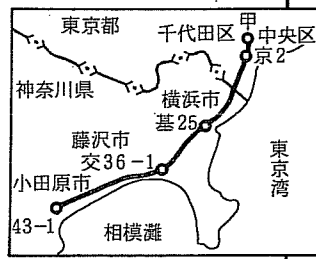 東京都
千代田区
甲
中央区
京2
神奈川県
横浜市
基25
藤沢市
交36-1
小田原市
43-1
東京湾
相模灘